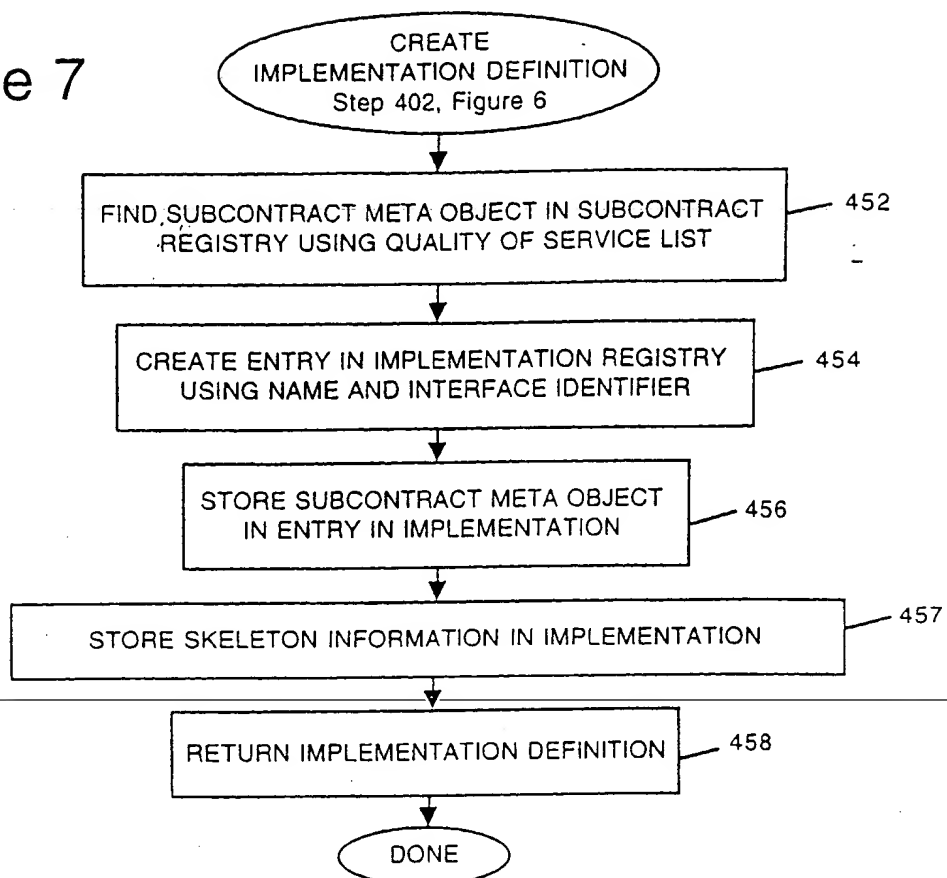 e 7
CREATE
IMPLEMENTATION DEFINITION
Step 402, Figure 6
FIND SUBCONTRACT META OBJECT IN SUBCONTRACT
REGISTRY USING QUALITY OF SERVICE LIST
452
CREATE ENTRY IN IMPLEMENTATION REGISTRY
USING NAME AND INTERFACE IDENTIFIER
454
STORE SUBCONTRACT META OBJECT
IN ENTRY IN IMPLEMENTATION
456
STORE SKELETON INFORMATION IN IMPLEMENTATION
457
RETURN IMPLEMENTATION DEFINITION
458
DONE